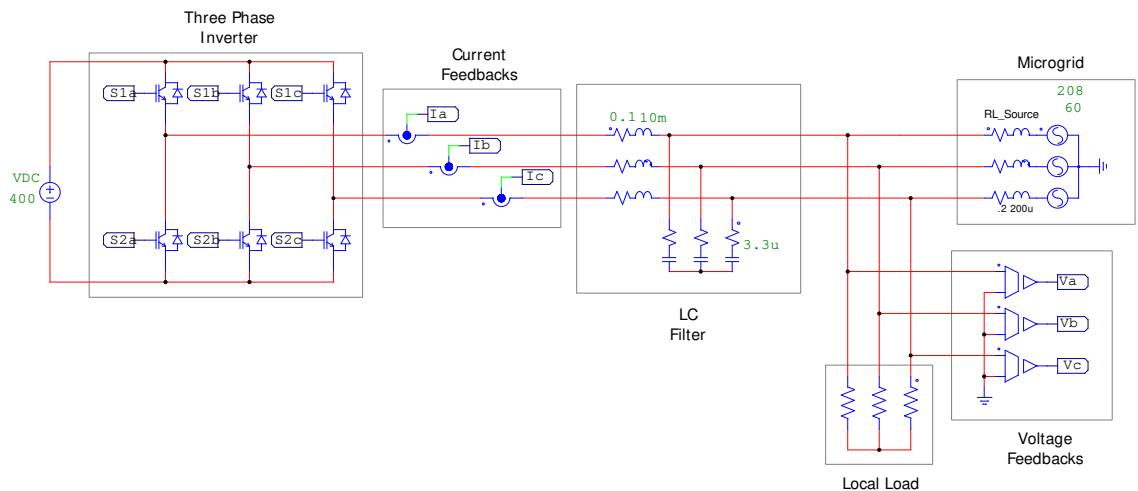 Three Phase
Inverter
Current
Feedbacks
Microgrid
S1a
S1b
S1c
Ia
Ib
Ic
0.1 10m
208
60
RL_Source
VDC
400
S2a
S2b
S2c
3.3u
.2 200u
LC
Filter
Va
Vb
Vc
Local Load
Voltage
Feedbacks